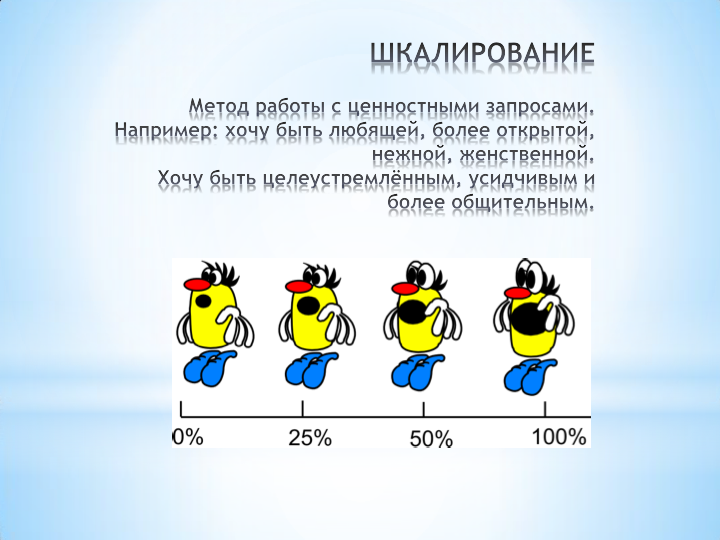 ШКАЛИРОВАНИЕ
Метод работы с ценностными запросами.
Например: хочу быть любящей, более открытой,
нежной, женственной.
Хочу быть целеустремлённым, усидчивым и
более общительным.
0% 25% 50% 100%